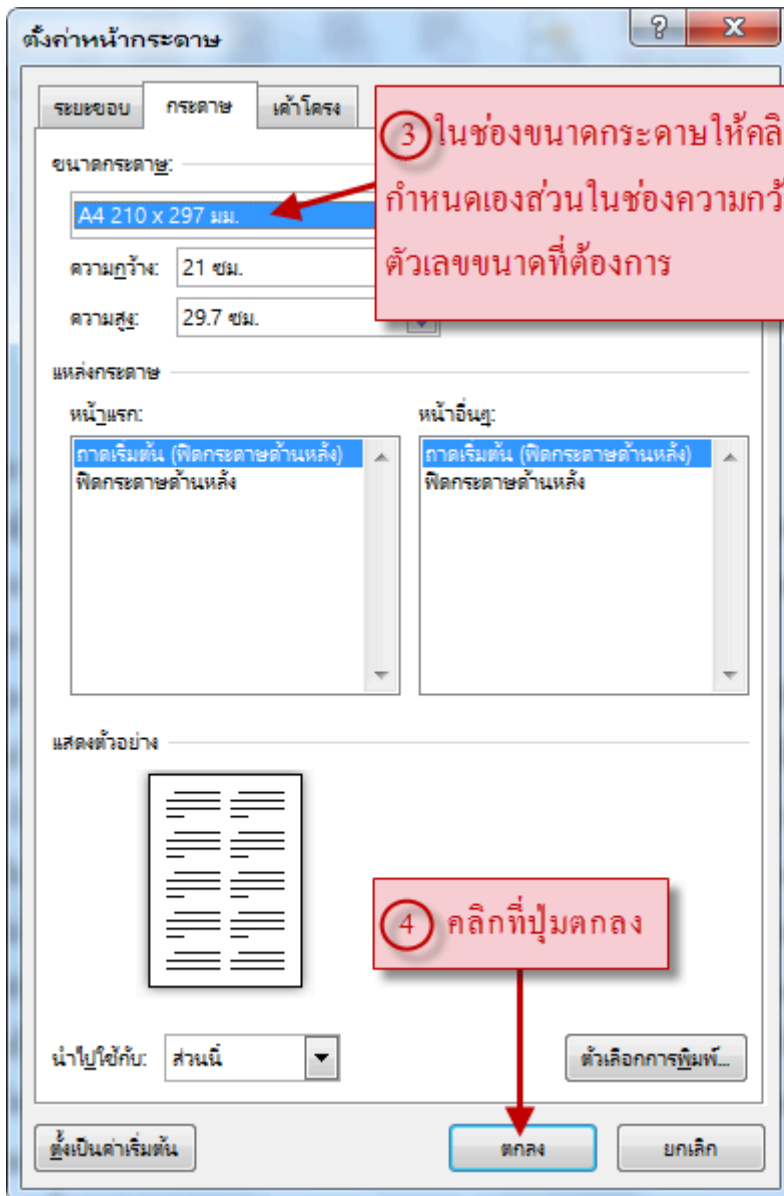 ตั้งค่าหน้ากระดาษ
ระยะขอบ กระดาษ เค้าโครง
3 ในช่องขนาดกระดาษให้คลิ
กำหนดเองส่วนในช่องความกว้
ตัวเลขขนาดที่ต้องการ
ขนาดกระดาษ:
A4 210 x 297 มม.
ความกว้าง: 21 ซม.
ความสูง: 29.7 ซม.
แหล่งกระดาษ
หน้าแรก: หน้าอื่นๆ:
ถาดเริ่มต้น (ฟีดกระดาษด้านหลัง) ถาดเริ่มต้น (ฟีดกระดาษด้านหลัง)
ฟีดกระดาษด้านหลัง ฟีดกระดาษด้านหลัง
แสดงตัวอย่าง
4 คลิกที่ปุ่มตกลง
นำไปใช้กับ: ส่วนนี้ ตัวเลือกการพิมพ์...
ตั้งเป็นค่าเริ่มต้น ตกลง ยกเลิก